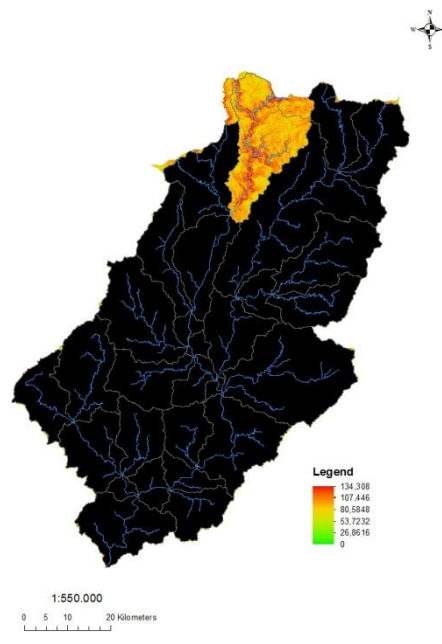 N
W E
S
Legend
134,308
107,446
80,5848
53,7232
26,8616
0
1:550.000
0 5 10 20 Kilometers